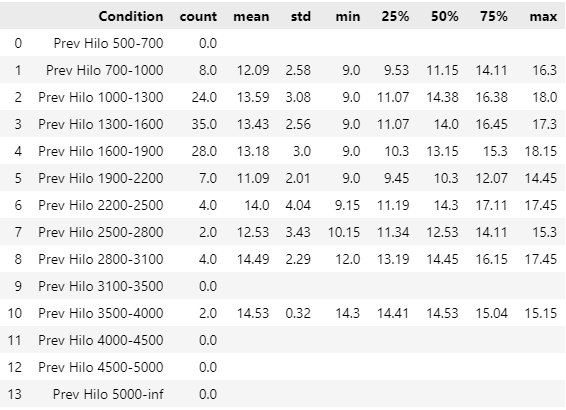 Condition count mean std min 25% 50% 75% max
0 Prev Hilo 500-700 0.0
1 Prev Hilo 700-1000 8.0 12.09 2.58 9.0 9.53 11.15 14.11 16.3
2 Prev Hilo 1000-1300 24.0 13.59 3.08 9.0 11.07 14.38 16.38 18.0
3 Prev Hilo 1300-1600 35.0 13.43 2.56 9.0 11.07 14.0 16.45 17.3
4 Prev Hilo 1600-1900 28.0 13.18 3.0 9.0 10.3 13.15 15.3 18.15
5 Prev Hilo 1900-2200 7.0 11.09 2.01 9.0 9.45 10.3 12.07 14.45
6 Prev Hilo 2200-2500 4.0 14.0 4.04 9.15 11.19 14.3 17.11 17.45
7 Prev Hilo 2500-2800 2.0 12.53 3.43 10.15 11.34 12.53 14.11 15.3
8 Prev Hilo 2800-3100 4.0 14.49 2.29 12.0 13.19 14.45 16.15 17.45
9 Prev Hilo 3100-3500 0.0
10 Prev Hilo 3500-4000 2.0 14.53 0.32 14.3 14.41 14.53 15.04 15.15
11 Prev Hilo 4000-4500 0.0
12 Prev Hilo 4500-5000 0.0
13 Prev Hilo 5000-inf 0.0